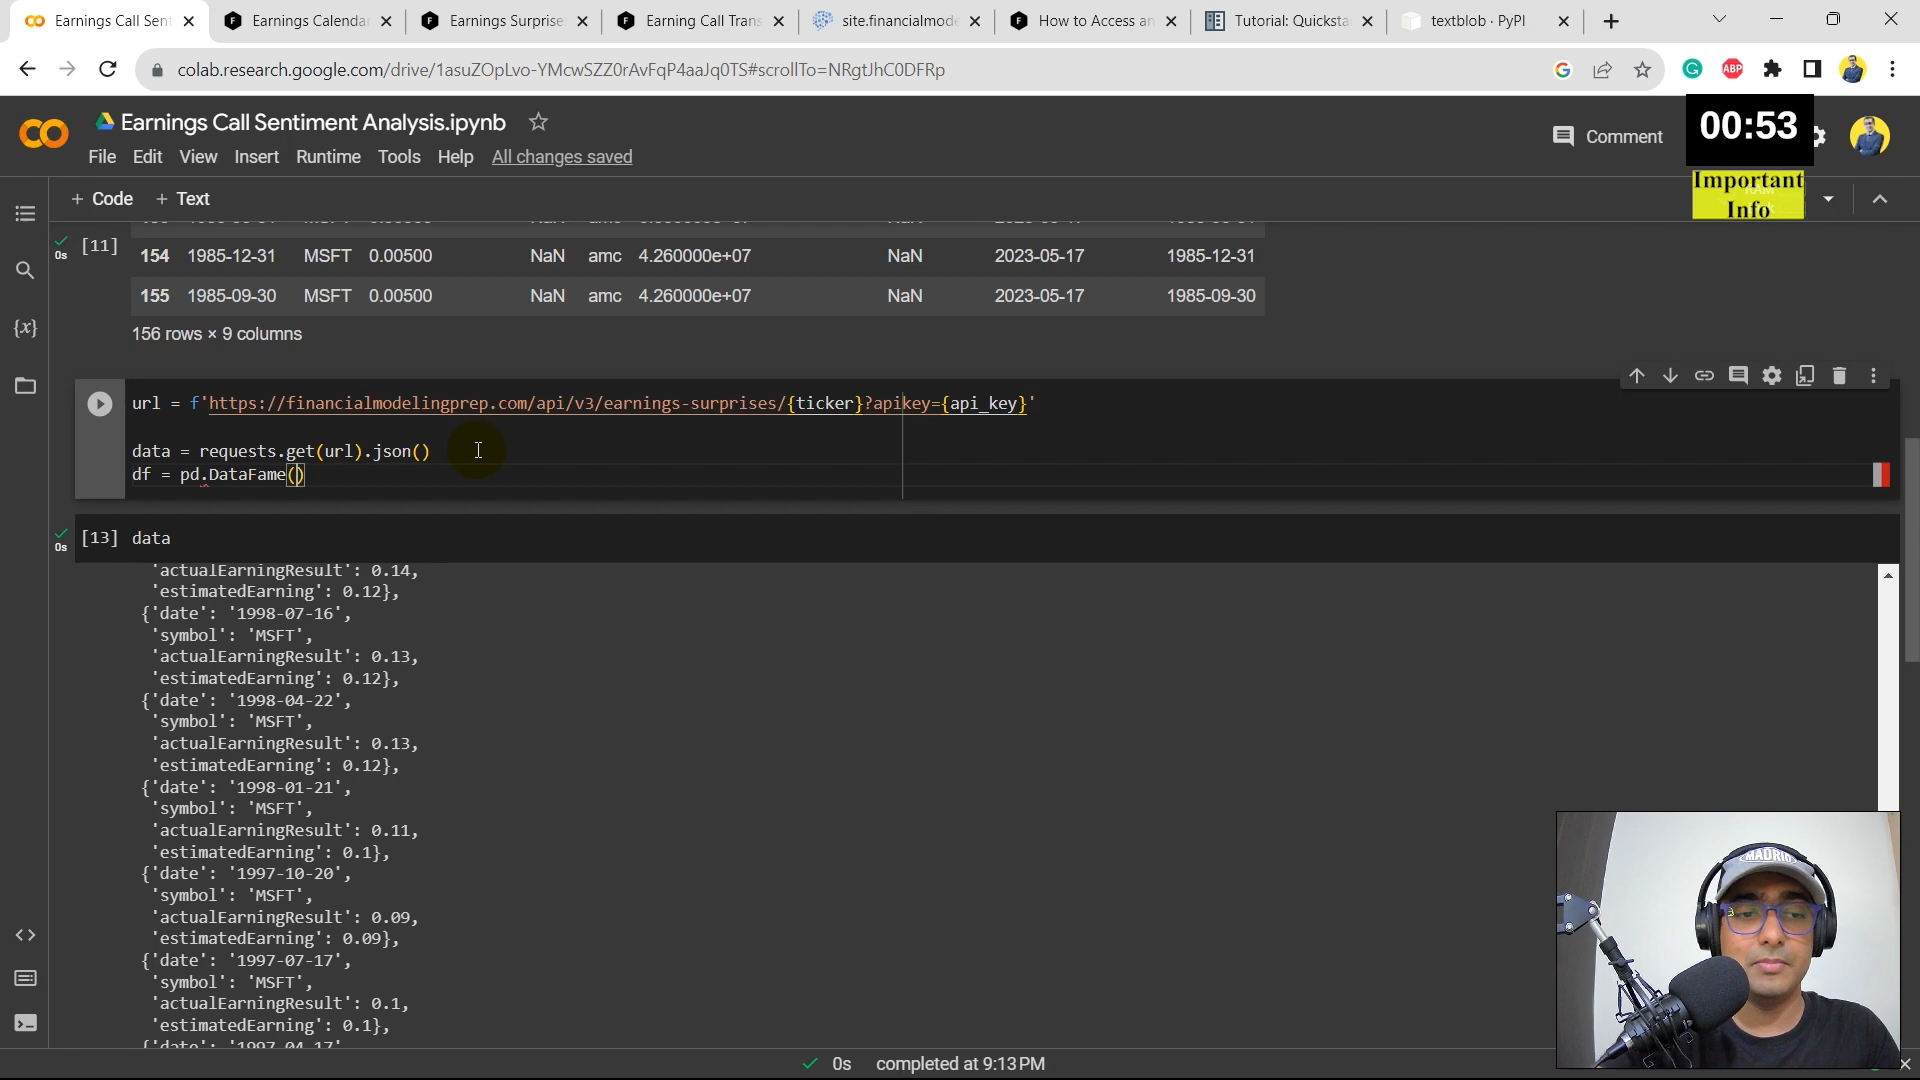 Earnings Call Sent
Earnings Calenda
Earnings Surprise
Earning Call Trans
site.financialmode
How to Access an
Tutorial: Quicksta
textblob · PyPI
colab.research.google.com/drive/1asuZOpLvo-YMcwSZZ0rAvFqP4aaJq0TS#scrollTo=NRgtJhC0DFRp
ABP
Earnings Call Sentiment Analysis.ipynb
File Edit View Insert Runtime Tools Help All changes saved
Comment
00:53
Important
Info
+ Code + Text
0s [11]
154 1985-12-31 MSFT 0.00500 NaN amc 4.260000e+07 NaN 2023-05-17 1985-12-31
155 1985-09-30 MSFT 0.00500 NaN amc 4.260000e+07 NaN 2023-05-17 1985-09-30
156 rows × 9 columns
url = f'https://financialmodelingprep.com/api/v3/earnings-surprises/{ticker}?apikey={api_key}'
data = requests.get(url).json()
df = pd.DataFame()
0s [13] data
'actualEarningResult': 0.14,
'estimatedEarning': 0.12},
{'date': '1998-07-16',
'symbol': 'MSFT',
'actualEarningResult': 0.13,
'estimatedEarning': 0.12},
{'date': '1998-04-22',
'symbol': 'MSFT',
'actualEarningResult': 0.13,
'estimatedEarning': 0.12},
{'date': '1998-01-21',
'symbol': 'MSFT',
'actualEarningResult': 0.11,
'estimatedEarning': 0.1},
{'date': '1997-10-20',
'symbol': 'MSFT',
'actualEarningResult': 0.09,
'estimatedEarning': 0.09},
{'date': '1997-07-17',
'symbol': 'MSFT',
'actualEarningResult': 0.1,
'estimatedEarning': 0.1},
{'date': '1997-04-17',
MADRID
0s completed at 9:13 PM